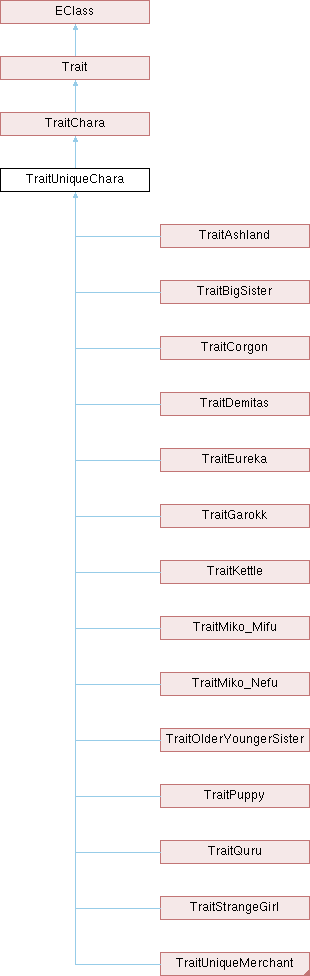 EClass
Trait
TraitChara
TraitUniqueChara
TraitAshland
TraitBigSister
TraitCorgon
TraitDemitas
TraitEureka
TraitGarokk
TraitKettle
TraitMiko_Mifu
TraitMiko_Nefu
TraitOlderYoungerSister
TraitPuppy
TraitQuru
TraitStrangeGirl
TraitUniqueMerchant